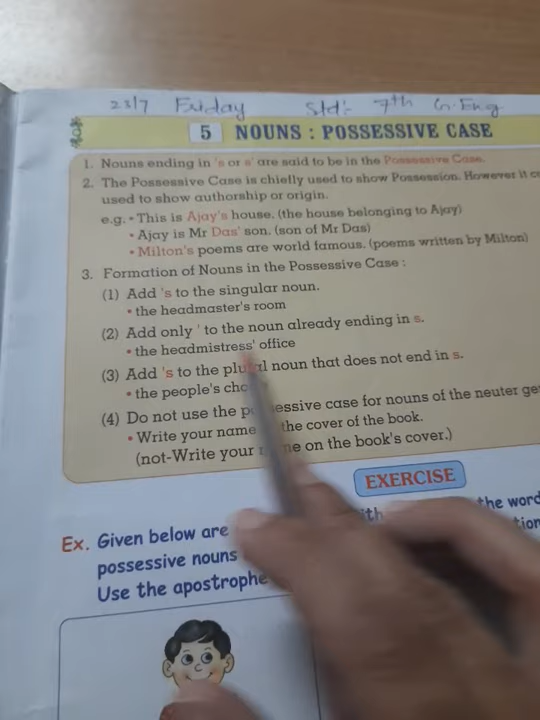 23/7 Friday Std: 7th G.Eng
5 NOUNS : POSSESSIVE CASE
1. Nouns ending in 's or s' are said to be in the Possessive Case.
2. The Possessive Case is chiefly used to show Possession. However it
used to show authorship or origin.
e.g. • This is Ajay's house. (the house belonging to Ajay)
• Ajay is Mr Das' son. (son of Mr Das)
• Milton's poems are world famous. (poems written by Milton)
3. Formation of Nouns in the Possessive Case :
(1) Add 's to the singular noun.
• the headmaster's room
(2) Add only ' to the noun already ending in s.
• the headmistress' office
(3) Add 's to the plural noun that does not end in s.
• the people's
(4) Do not use the possessive case for nouns of the neuter
• Write your name the cover of the book.
(not-Write your name on the book's cover.)
EXERCISE
Ex. Given below are the
possessive nouns
Use the apostrophe